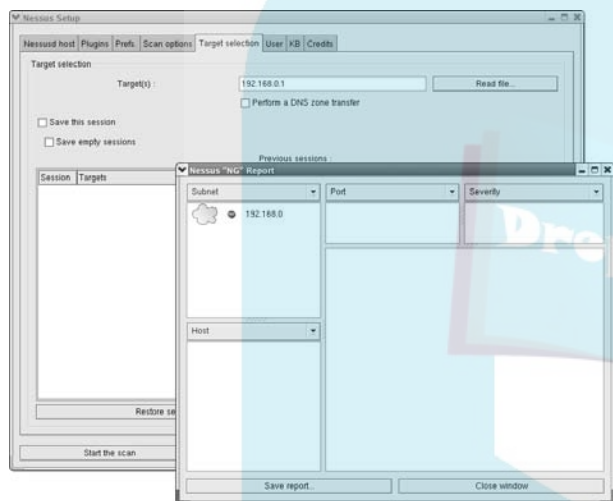 Nessus Setup
Nessusd host Plugins Prefs. Scan options Target selection User KB Credits
Target selection
Target(s) : 192.168.0.1 Read file...
Perform a DNS zone transfer
Save this session
Save empty sessions
Previous sessions :
Session Targets
Restore se
Start the scan
Nessus "NG" Report
Subnet Port Severity
192.168.0
Host
Save report... Close window
Drop